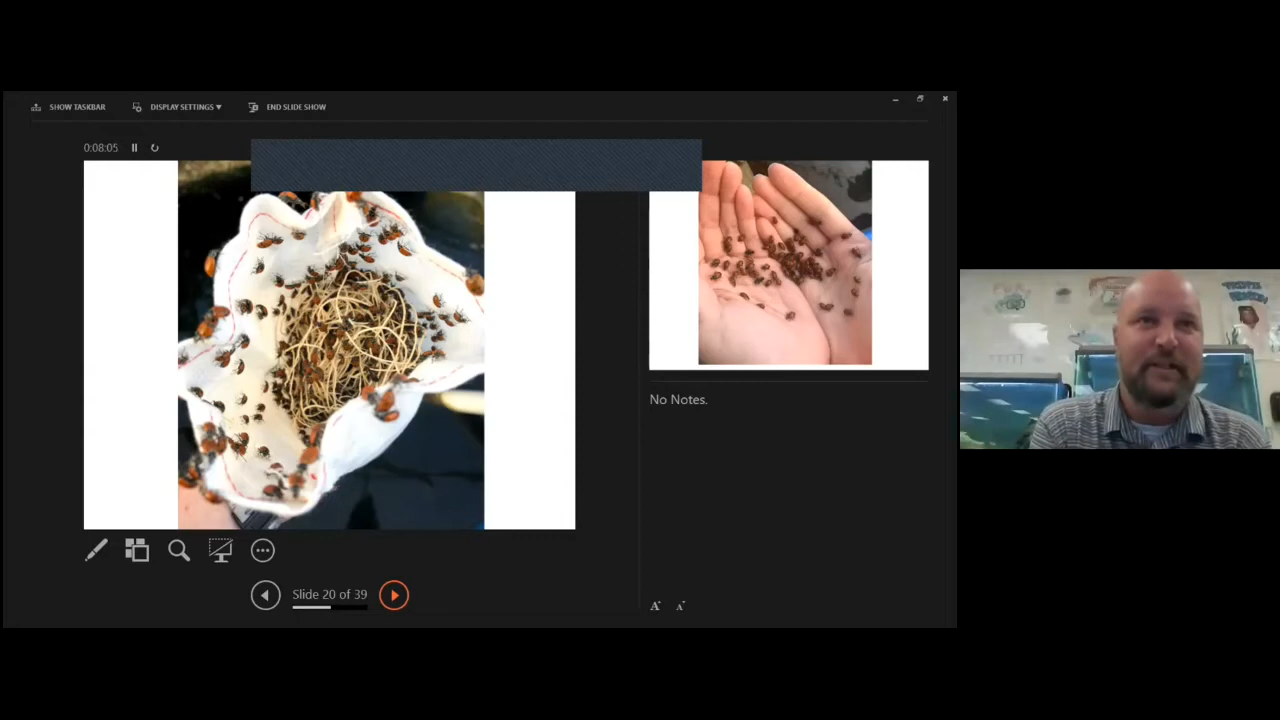 SHOW TASKBAR
DISPLAY SETTINGS ▼
END SLIDE SHOW
0:08:05
No Notes.
Slide 20 of 39
A A